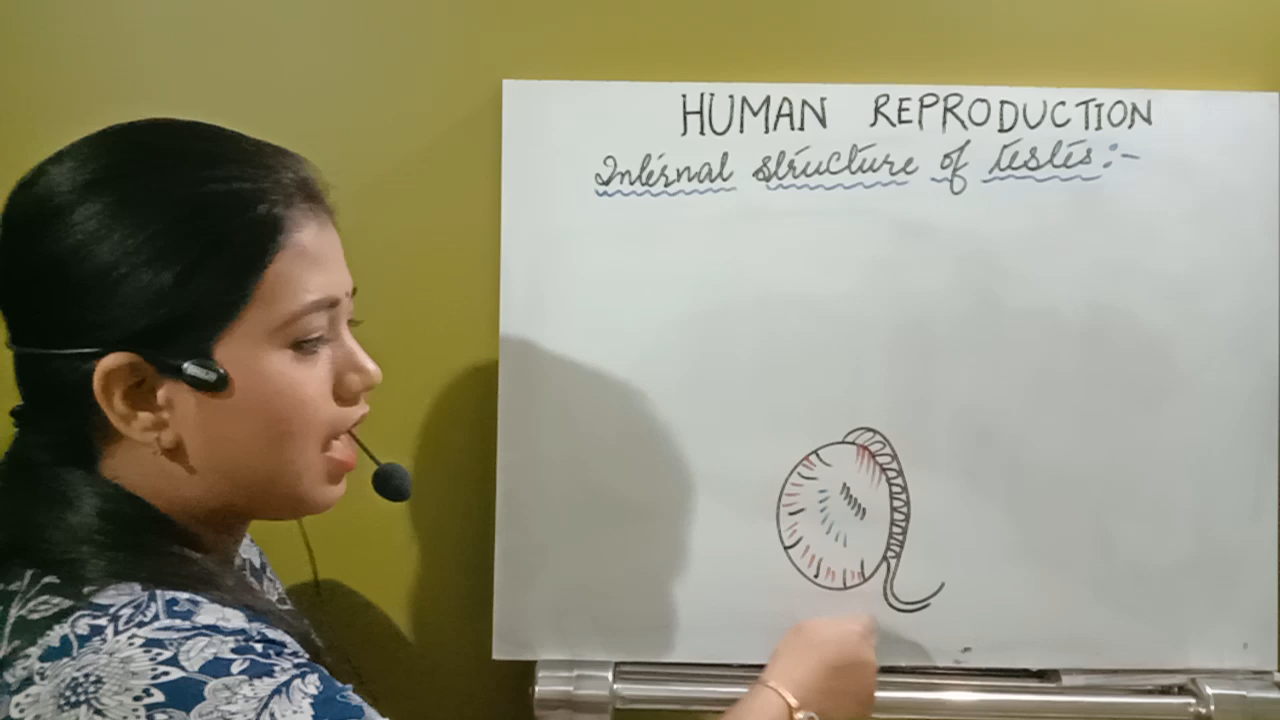 HUMAN REPRODUCTION
Internal structure of testes:-